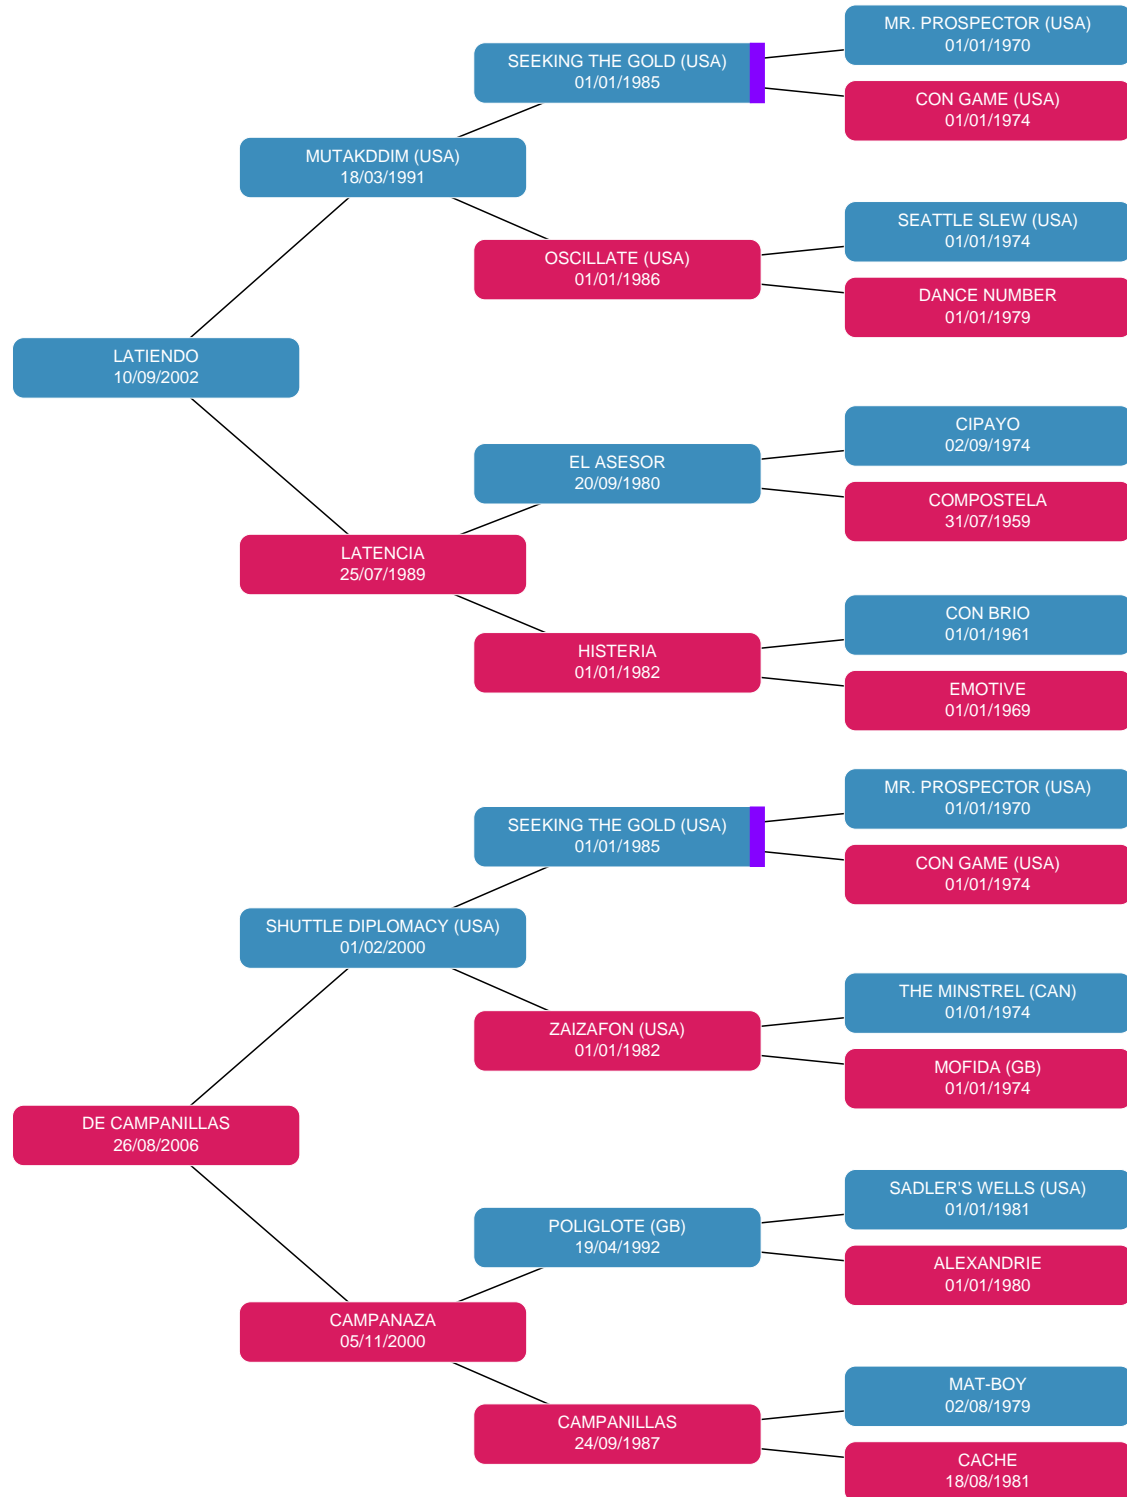 MR. PROSPECTOR (USA)
01/01/1970
SEEKING THE GOLD (USA)
01/01/1985
CON GAME (USA)
01/01/1974
MUTAKDDIM (USA)
18/03/1991
SEATTLE SLEW (USA)
01/01/1974
OSCILLATE (USA)
01/01/1986
DANCE NUMBER
01/01/1979
LATIENDO
10/09/2002
CIPAYO
02/09/1974
EL ASESOR
20/09/1980
COMPOSTELA
31/07/1959
LATENCIA
25/07/1989
CON BRIO
01/01/1961
HISTERIA
01/01/1982
EMOTIVE
01/01/1969
MR. PROSPECTOR (USA)
01/01/1970
SEEKING THE GOLD (USA)
01/01/1985
CON GAME (USA)
01/01/1974
SHUTTLE DIPLOMACY (USA)
01/02/2000
THE MINSTREL (CAN)
01/01/1974
ZAIZAFON (USA)
01/01/1982
MOFIDA (GB)
01/01/1974
DE CAMPANILLAS
26/08/2006
SADLER'S WELLS (USA)
01/01/1981
POLIGLOTE (GB)
19/04/1992
ALEXANDRIE
01/01/1980
CAMPANAZA
05/11/2000
MAT-BOY
02/08/1979
CAMPANILLAS
24/09/1987
CACHE
18/08/1981